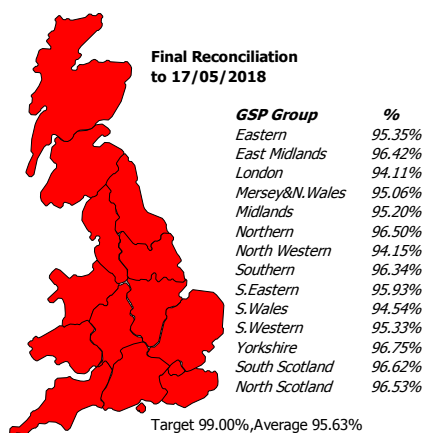 Final Reconciliation
to 17/05/2018
GSP Group %
Eastern 95.35%
East Midlands 96.42%
London 94.11%
Mersey&N.Wales 95.06%
Midlands 95.20%
Northern 96.50%
North Western 94.15%
Southern 96.34%
S.Eastern 95.93%
S.Wales 94.54%
S.Western 95.33%
Yorkshire 96.75%
South Scotland 96.62%
North Scotland 96.53%
Target 99.00%,Average 95.63%